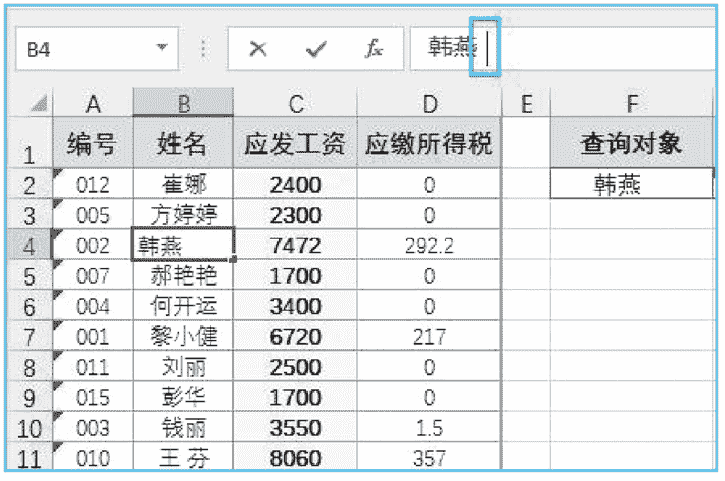 B4 fx 韩燕
A B C D E F
1 编号 姓名 应发工资 应缴所得税 查询对象
2 012 崔娜 2400 0 韩燕
3 005 方婷婷 2300 0
4 002 韩燕 7472 292.2
5 007 郝艳艳 1700 0
6 004 何开运 3400 0
7 001 黎小健 6720 217
8 011 刘丽 2500 0
9 015 彭华 1700 0
10 003 钱丽 3550 1.5
11 010 王 芬 8060 357